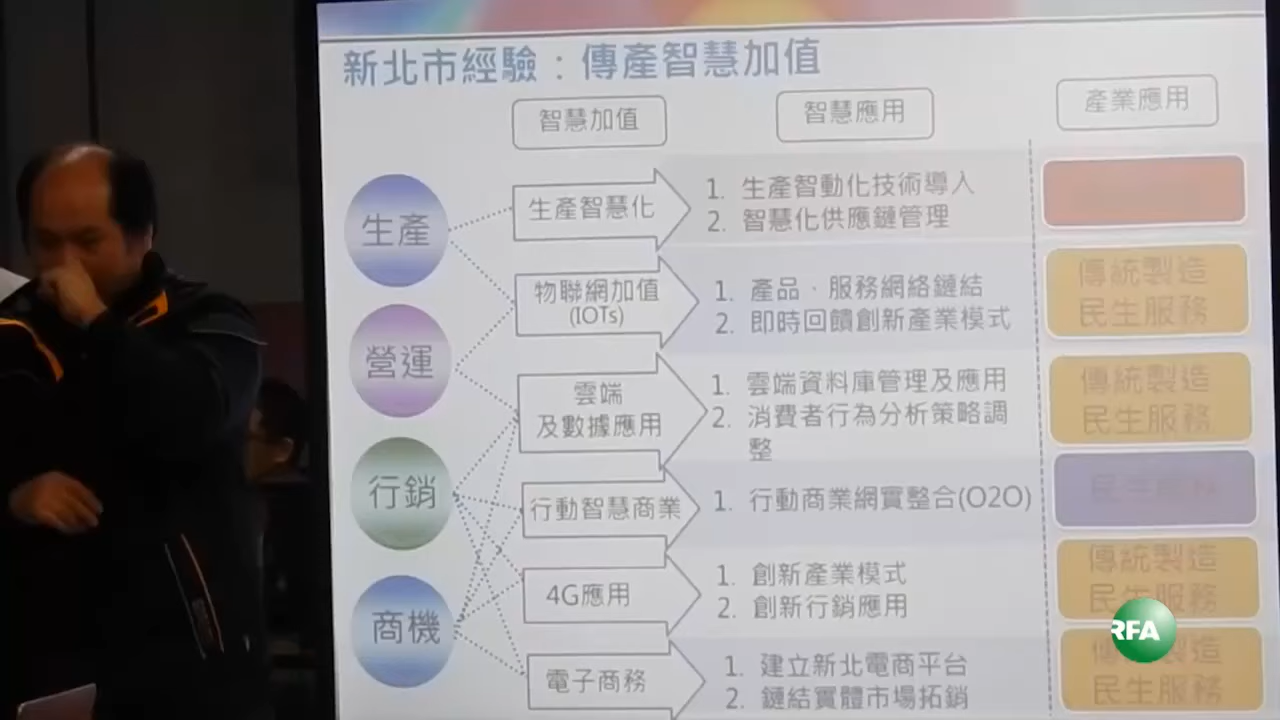 新北市經驗：傳產智慧加值
智慧加值
智慧應用
產業應用
生產
營運
行銷
商機
生產智慧化
1. 生產智動化技術導入
2. 智慧化供應鏈管理
物聯網加值
(IOTs)
1. 產品．服務網絡鏈結
2. 即時回饋創新產業模式
傳統製造
民生服務
雲端
及數據應用
1. 雲端資料庫管理及應用
2. 消費者行為分析策略調
整
傳統製造
民生服務
行動智慧商業
1. 行動商業網實整合(O2O)
民生服務
4G應用
1. 創新產業模式
2. 創新行銷應用
傳統製造
民生服務
電子商務
1. 建立新北電商平台
2. 鏈結實體市場拓銷
傳統製造
民生服務
RFA